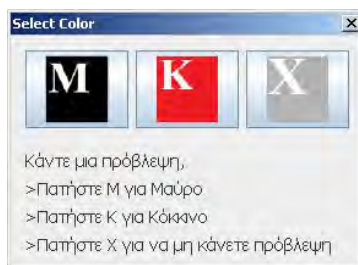 Select Color
M K X
Κάντε μια πρόβλεψη,
>Πατήστε Μ για Μαύρο
>Πατήστε Κ για Κόκκινο
>Πατήστε Χ για να μη κάνετε πρόβλεψη